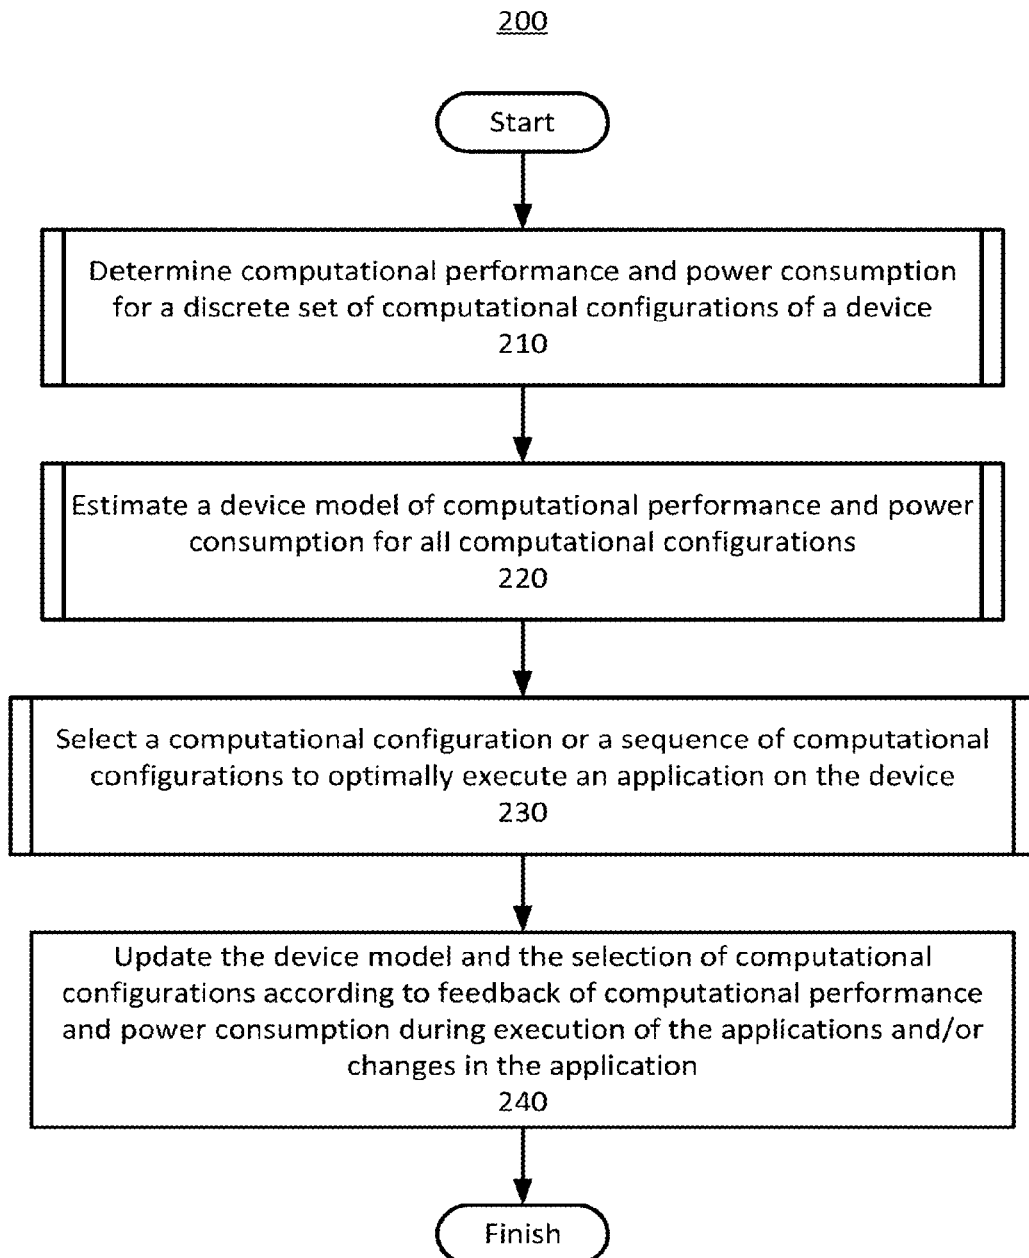 200
Start
Determine computational performance and power consumption
for a discrete set of computational configurations of a device
210
Estimate a device model of computational performance and power
consumption for all computational configurations
220
Select a computational configuration or a sequence of computational
configurations to optimally execute an application on the device
230
Update the device model and the selection of computational
configurations according to feedback of computational performance
and power consumption during execution of the applications and/or
changes in the application
240
Finish